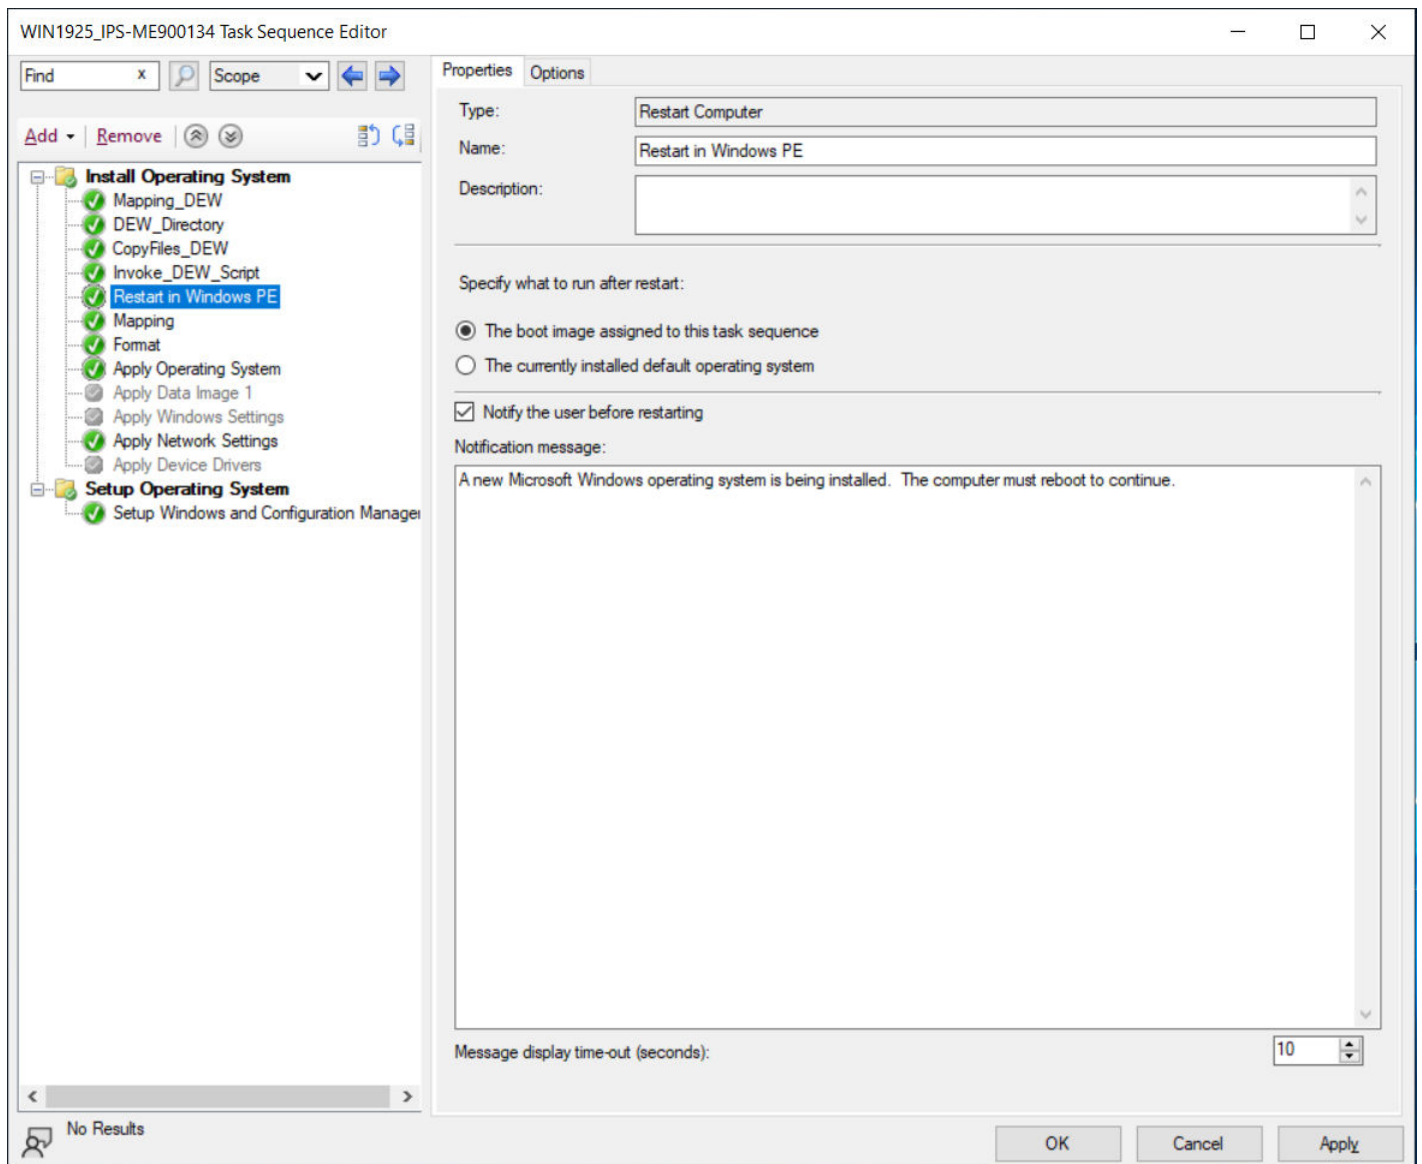 WIN1925_IPS-ME900134 Task Sequence Editor
Find x Scope
Properties Options
Add Remove
Type: Restart Computer
Name: Restart in Windows PE
Description:
Install Operating System
Mapping_DEW
DEW_Directory
CopyFiles_DEW
Invoke_DEW_Script
Restart in Windows PE
Mapping
Format
Apply Operating System
Apply Data Image 1
Apply Windows Settings
Apply Network Settings
Apply Device Drivers
Setup Operating System
Setup Windows and Configuration Manager
Specify what to run after restart:
The boot image assigned to this task sequence
The currently installed default operating system
Notify the user before restarting
Notification message:
A new Microsoft Windows operating system is being installed.  The computer must reboot to continue.
Message display time-out (seconds): 10
No Results
OK Cancel Apply